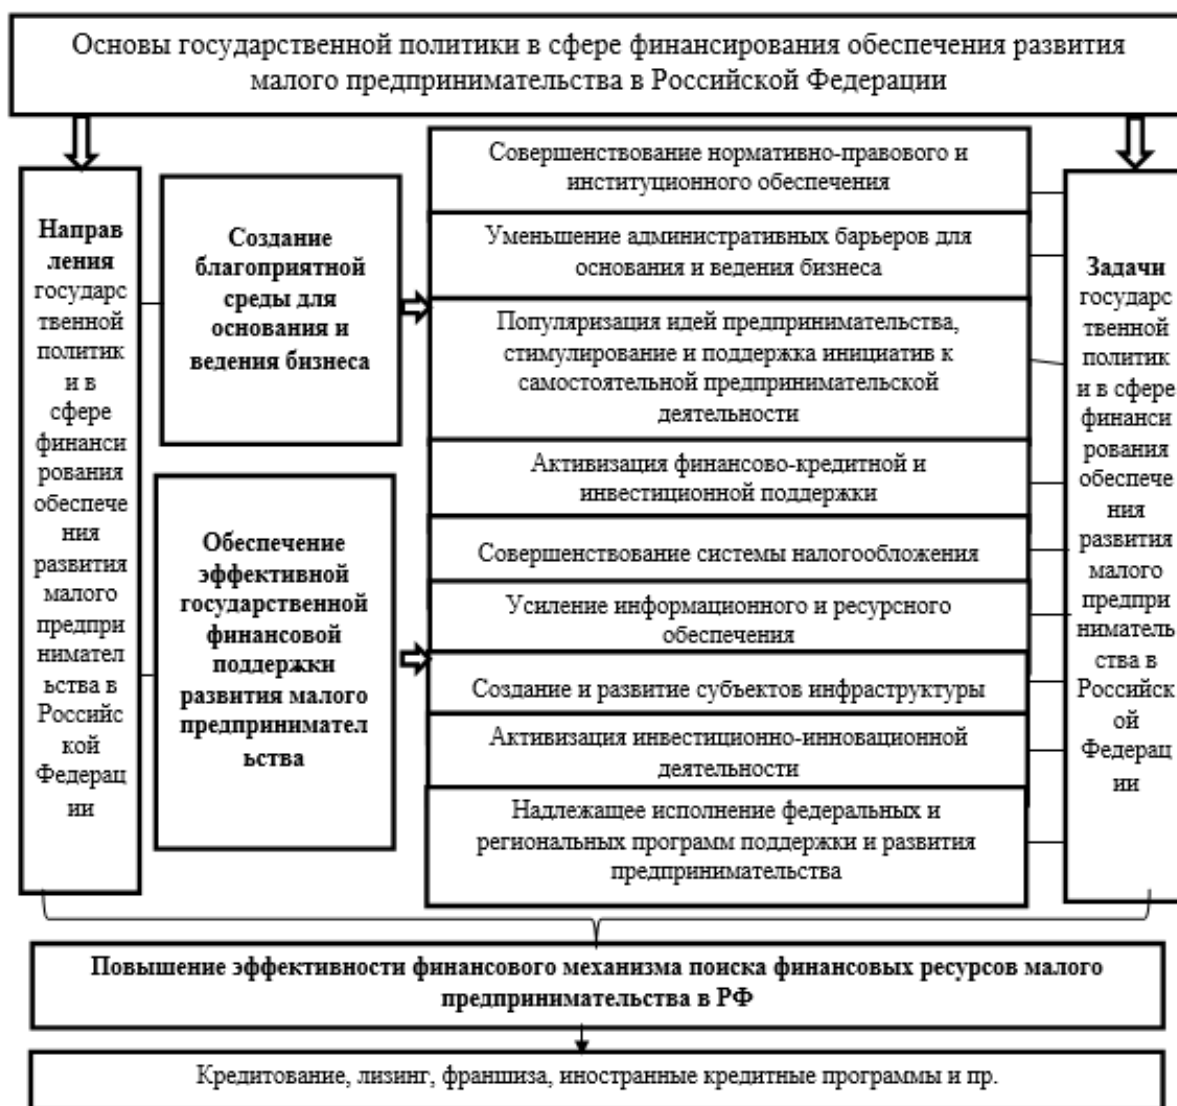 Основы государственной политики в сфере финансирования обеспечения развития
малого предпринимательства в Российской Федерации
Направ
ления
государс
твенной
политик
и в
сфере
финанси
рования
обеспече
ния
развития
малого
предпри
нимател
ьства в
Российс
кой
Федерац
ии
Создание
благоприятной
среды для
основания и
ведения бизнеса
Обеспечение
эффективной
государственной
финансовой
поддержки
развития малого
предпринимател
ьства
Совершенствование нормативно-правового и
институционного обеспечения
Уменьшение административных барьеров для
основания и ведения бизнеса
Популяризация идей предпринимательства,
стимулирование и поддержка инициатив к
самостоятельной предпринимательской
деятельности
Активизация финансово-кредитной и
инвестиционной поддержки
Совершенствование системы налогообложения
Усиление информационного и ресурсного
обеспечения
Создание и развитие субъектов инфраструктуры
Активизация инвестиционно-инновационной
деятельности
Надлежащее исполнение федеральных и
региональных программ поддержки и развития
предпринимательства
Задачи
государс
твенной
политик
и в сфере
финанси
рования
обеспече
ния
развития
малого
предпри
ниматель
ства в
Российск
ой
Федерац
ии
Повышение эффективности финансового механизма поиска финансовых ресурсов малого
предпринимательства в РФ
Кредитование, лизинг, франшиза, иностранные кредитные программы и пр.